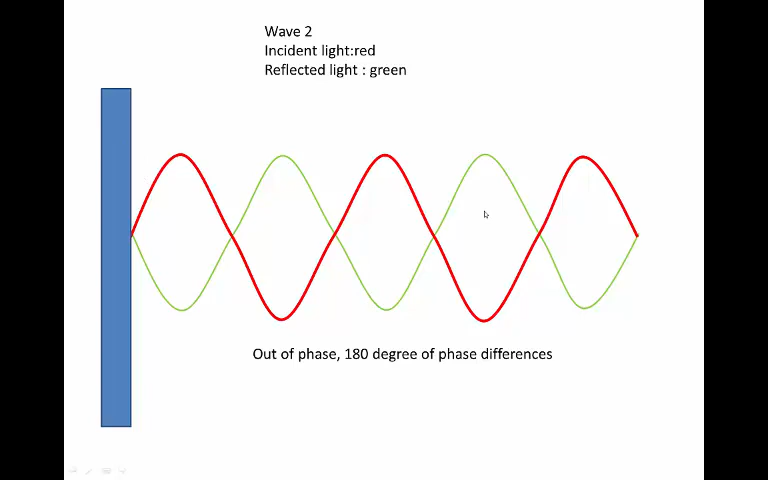 Wave 2
Incident light:red
Reflected light : green
Out of phase, 180 degree of phase differences